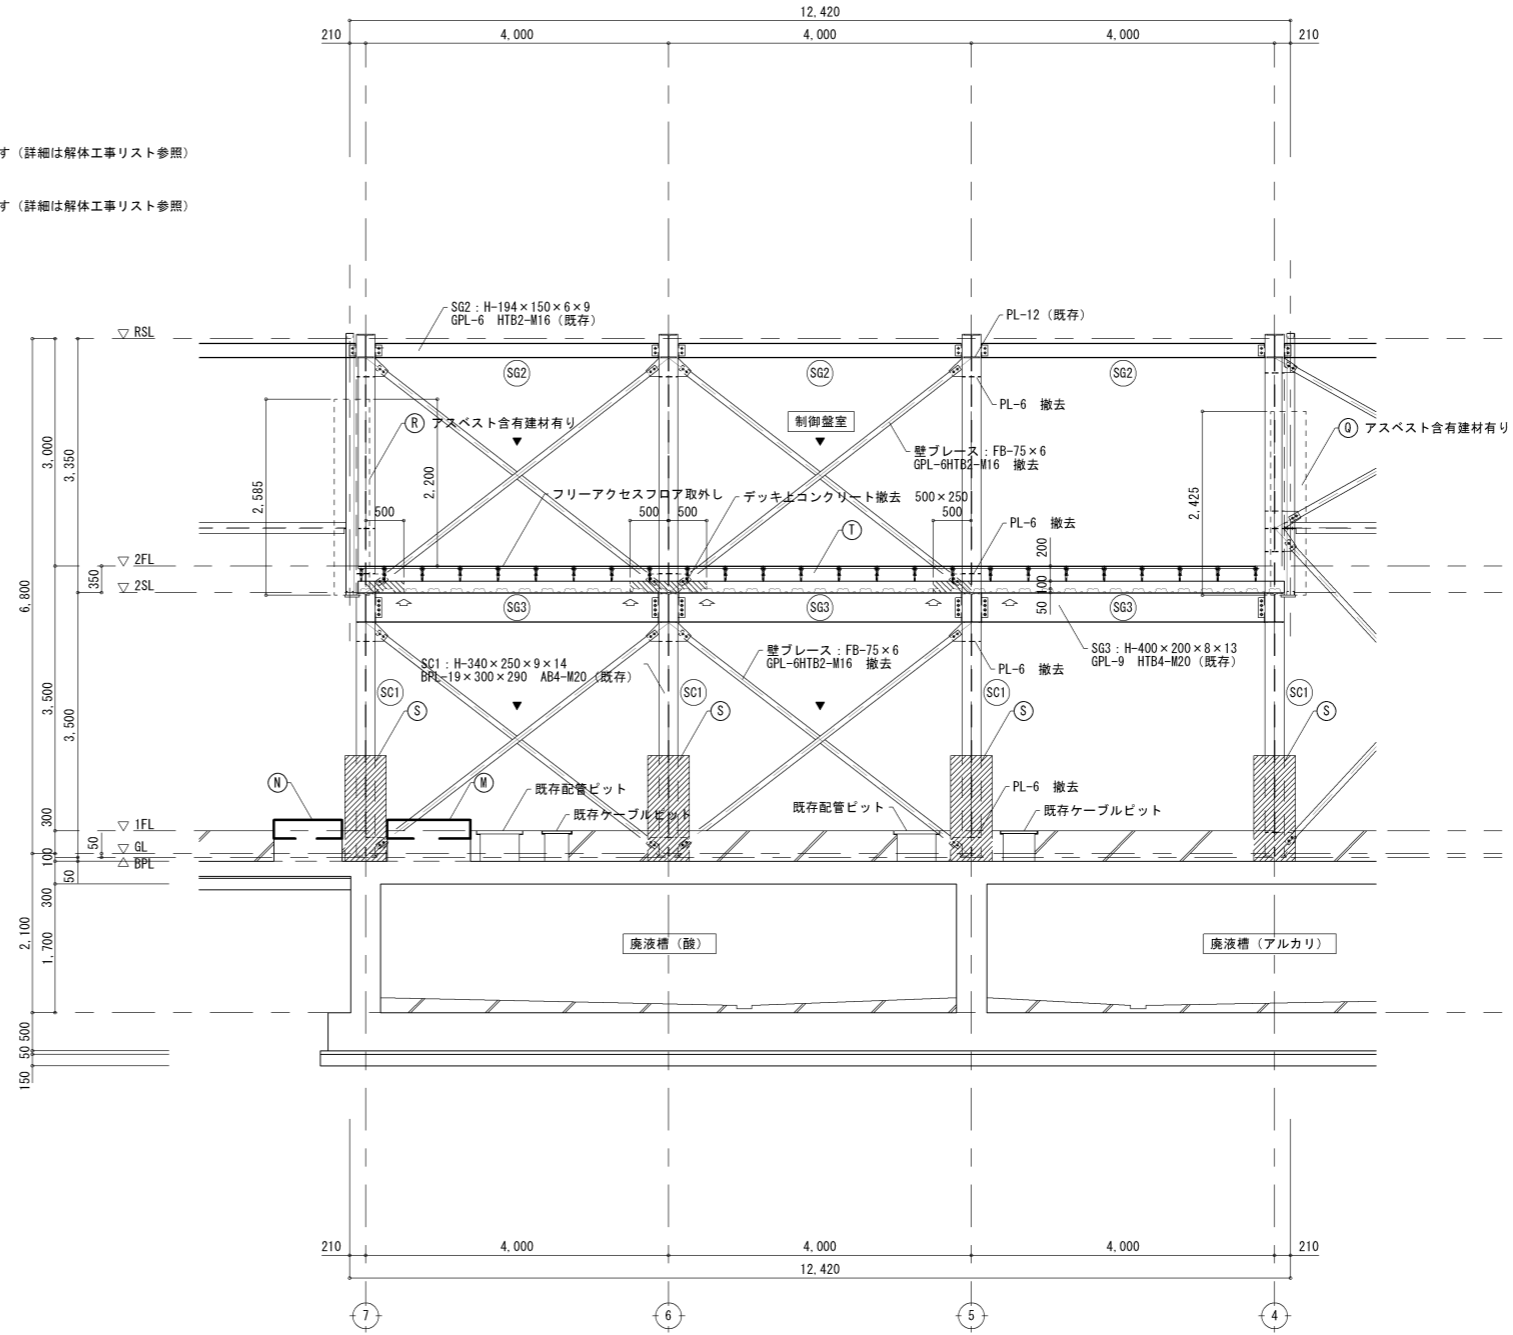 12,420
210
4,000
4,000
4,000
210
す（詳細は解体工事リスト参照）
す（詳細は解体工事リスト参照）
SG2：H-194×150×6×9
GPL-6 HTB2-M16（既存）
PL-12（既存）
RSL
SG2
SG2
SG2
PL-6 撤去
制御盤室
R アスベスト含有建材有り
Q アスベスト含有建材有り
壁ブレース：FB-75×6
GPL-6HTB2-M16 撤去
3,000
3,350
2,585
2,200
2,425
フリーアクセスフロア取外し
デッキ上コンクリート撤去 500×250
500
500
500
500
PL-6 撤去
T
200
100
50
2FL
350
2SL
6,800
SG3
SG3
SG3
SG3：H-400×200×8×13
GPL-9 HTB4-M20（既存）
SC1：H-340×250×9×14
BPL-19×300×290 AB4-M20（既存）
壁ブレース：FB-75×6
GPL-6HTB2-M16 撤去
PL-6 撤去
SC1
SC1
SC1
SC1
S
S
S
S
3,500
3,500
N
M
既存配管ピット
既存ケーブルピット
既存配管ピット
PL-6 撤去
既存ケーブルピット
300
1FL
50
GL
100
BPL
50
300
2,100
1,700
廃液槽（酸）
廃液槽（アルカリ）
500
50
150
210
4,000
4,000
4,000
210
12,420
7
6
5
4